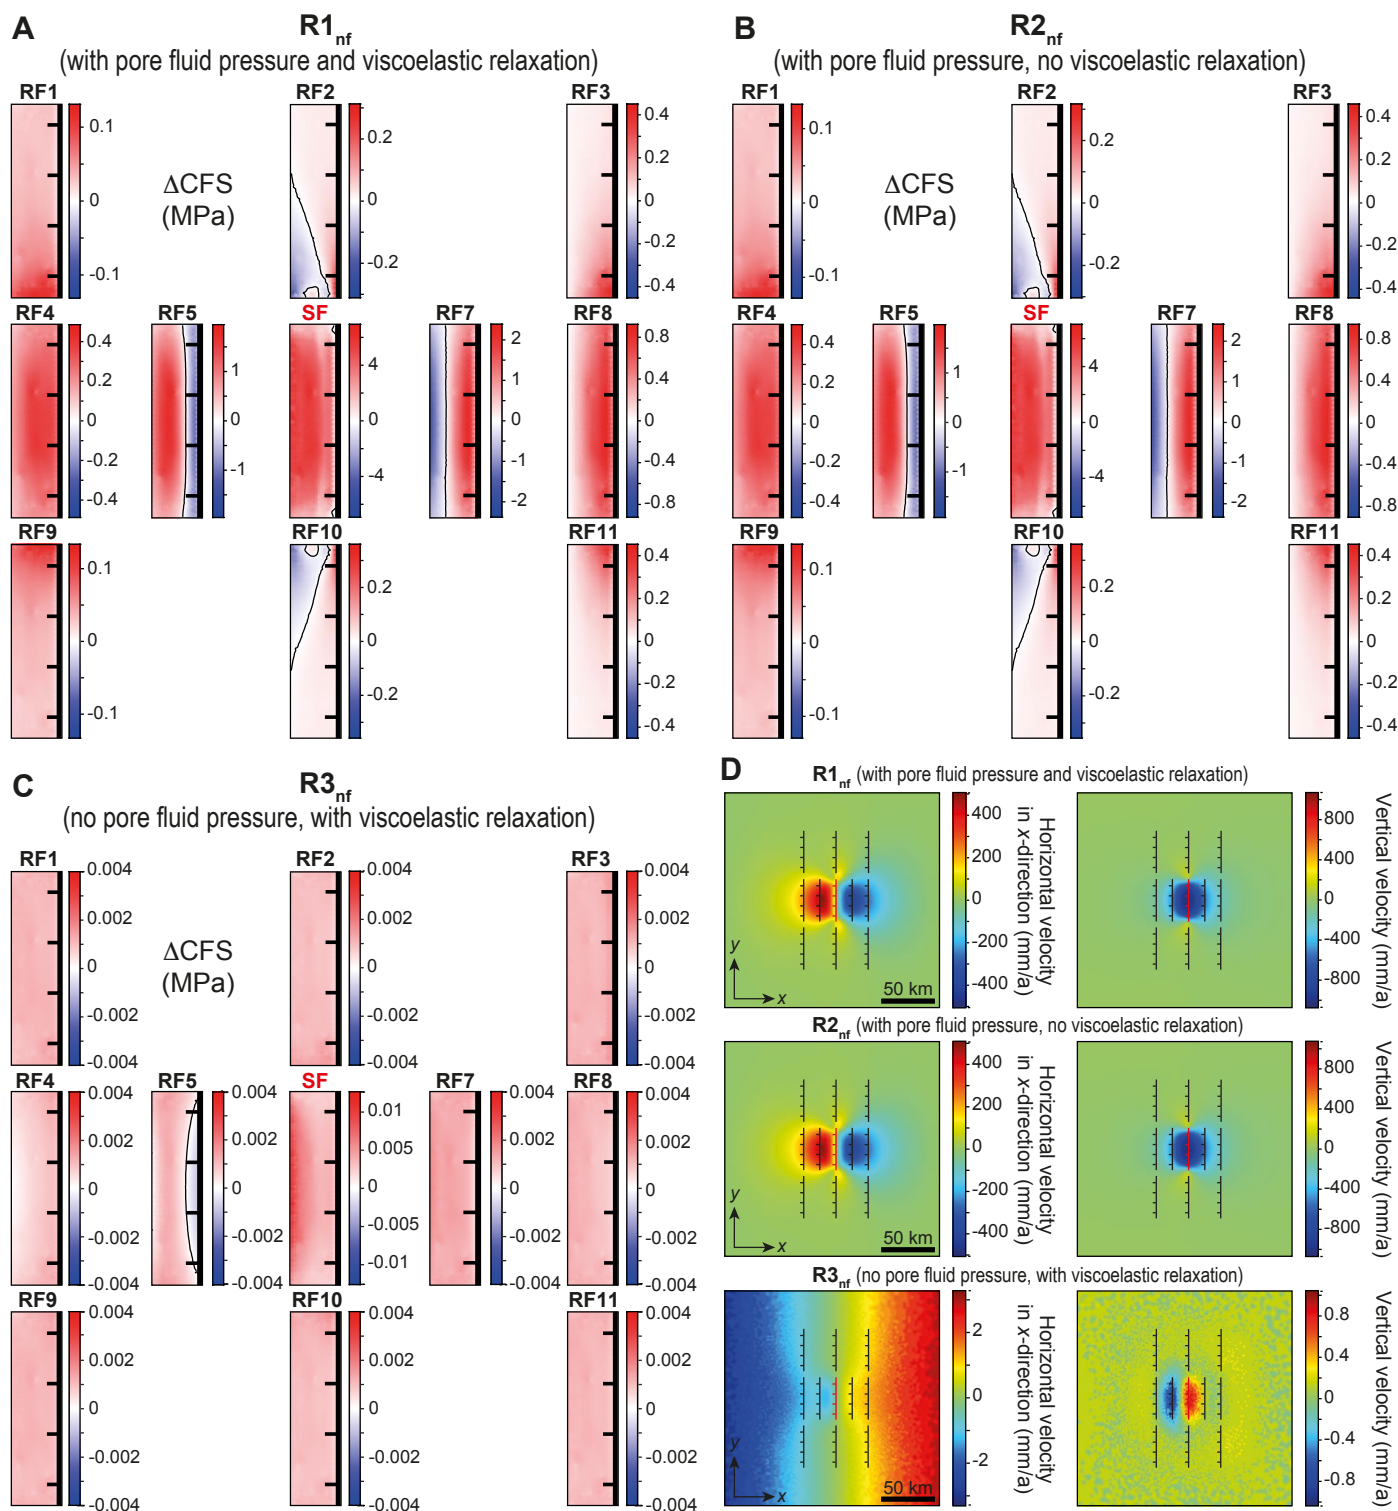 A
R1nf
(with pore fluid pressure and viscoelastic relaxation)
RF1
0.1
0
-0.1
ΔCFS
(MPa)
RF2
0.2
0
-0.2
RF3
0.4
0.2
0
-0.2
-0.4
RF4
0.4
0.2
0
-0.2
-0.4
RF5
1
0
-1
SF
4
0
-4
RF7
2
1
0
-1
-2
RF8
0.8
0.4
0
-0.4
-0.8
RF9
0.1
0
-0.1
RF10
0.2
0
-0.2
RF11
0.4
0.2
0
-0.2
-0.4
B
R2nf
(with pore fluid pressure, no viscoelastic relaxation)
RF1
0.1
0
-0.1
ΔCFS
(MPa)
RF2
0.2
0
-0.2
RF3
0.4
0.2
0
-0.2
-0.4
RF4
0.4
0.2
0
-0.2
-0.4
RF5
1
0
-1
SF
4
0
-4
RF7
2
1
0
-1
-2
RF8
0.8
0.4
0
-0.4
-0.8
RF9
0.1
0
-0.1
RF10
0.2
0
-0.2
RF11
0.4
0.2
0
-0.2
-0.4
C
R3nf
(no pore fluid pressure, with viscoelastic relaxation)
RF1
0.004
0.002
0
-0.002
-0.004
ΔCFS
(MPa)
RF2
0.004
0.002
0
-0.002
-0.004
RF3
0.004
0.002
0
-0.002
-0.004
RF4
0.004
0.002
0
-0.002
-0.004
RF5
0.004
0.002
0
-0.002
-0.004
SF
0.01
0.005
0
-0.005
-0.01
RF7
0.004
0.002
0
-0.002
-0.004
RF8
0.004
0.002
0
-0.002
-0.004
RF9
0.004
0.002
0
-0.002
-0.004
RF10
0.004
0.002
0
-0.002
-0.004
RF11
0.004
0.002
0
-0.002
-0.004
D
R1nf (with pore fluid pressure and viscoelastic relaxation)
y
x
50 km
400
200
0
-200
-400
Horizontal velocity
in x-direction (mm/a)
800
400
0
-400
-800
Vertical velocity (mm/a)
R2nf (with pore fluid pressure, no viscoelastic relaxation)
y
x
50 km
400
200
0
-200
-400
Horizontal velocity
in x-direction (mm/a)
800
400
0
-400
-800
Vertical velocity (mm/a)
R3nf (no pore fluid pressure, with viscoelastic relaxation)
y
x
50 km
2
0
-2
Horizontal velocity
in x-direction (mm/a)
0.8
0.4
0
-0.4
-0.8
Vertical velocity (mm/a)